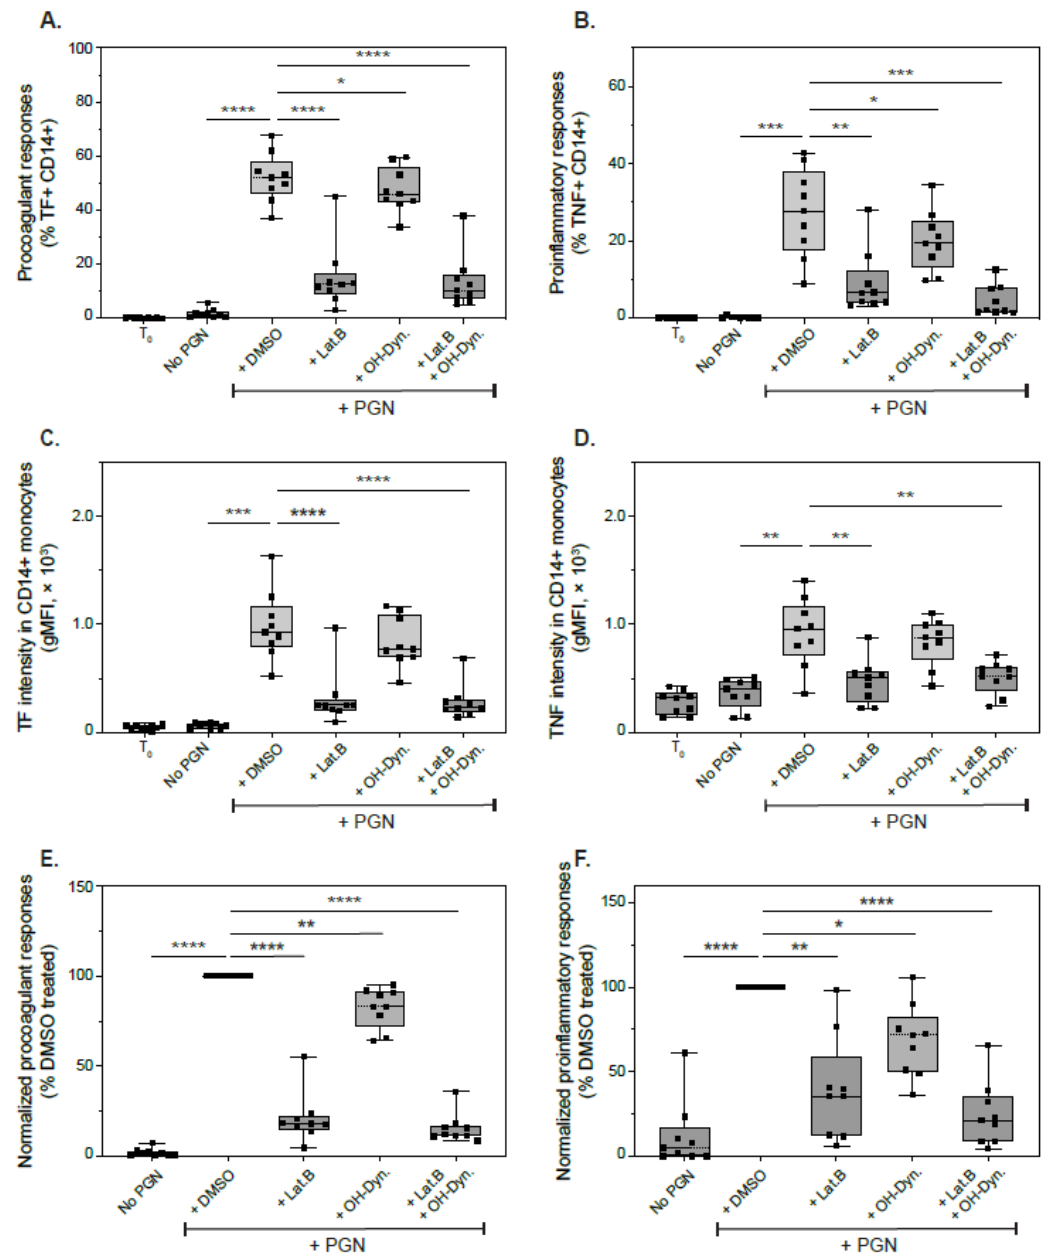 A.
Procoagulant responses
(% TF+ CD14+)
100
80
60
40
20
0
****
*
****
****
T0
No PGN
+ DMSO
+ Lat.B
+ OH-Dyn.
+ Lat.B
+ OH-Dyn.
+ PGN
B.
Proinflammatory responses
(% TNF+ CD14+)
60
40
20
0
***
*
***
**
T0
No PGN
+ DMSO
+ Lat.B
+ OH-Dyn.
+ Lat.B
+ OH-Dyn.
+ PGN
C.
TF intensity in CD14+ monocytes
(gMFI, × 10³)
2.0
1.0
0
****
***
****
T0
No PGN
+ DMSO
+ Lat.B
+ OH-Dyn.
+ Lat.B
+ OH-Dyn.
+ PGN
D.
TNF intensity in CD14+ monocytes
(gMFI, × 10³)
2.0
1.0
0
**
**
**
T0
No PGN
+ DMSO
+ Lat.B
+ OH-Dyn.
+ Lat.B
+ OH-Dyn.
+ PGN
E.
Normalized procoagulant responses
(% DMSO treated)
150
100
50
0
****
**
****
****
No PGN
+ DMSO
+ Lat.B
+ OH-Dyn.
+ Lat.B
+ OH-Dyn.
+ PGN
F.
Normalized proinflammatory responses
(% DMSO treated)
150
100
50
0
****
*
****
**
No PGN
+ DMSO
+ Lat.B
+ OH-Dyn.
+ Lat.B
+ OH-Dyn.
+ PGN